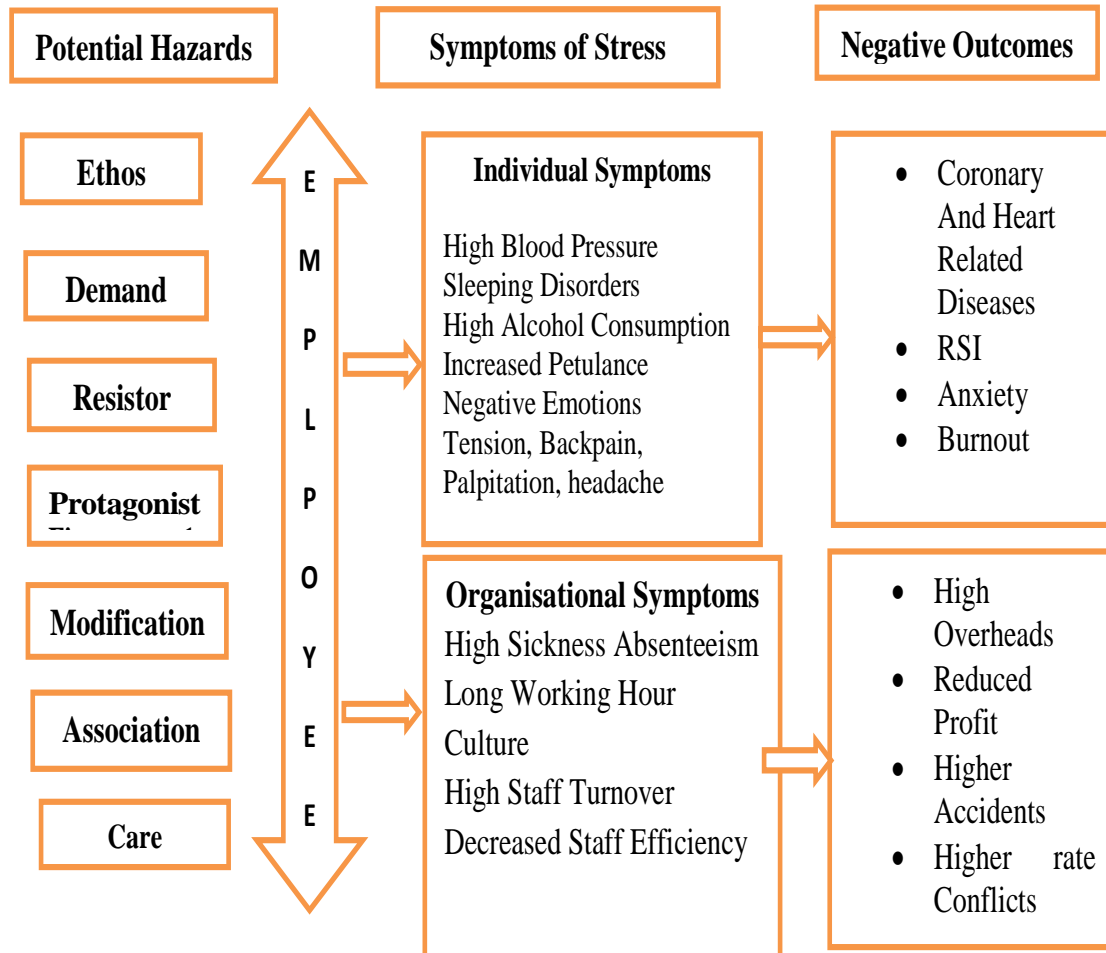 Potential Hazards
Symptoms of Stress
Negative Outcomes
Ethos
Demand
Resistor
Protagonist
Modification
Association
Care
E
M
P
L
P
O
Y
E
E
Individual Symptoms
High Blood Pressure
Sleeping Disorders
High Alcohol Consumption
Increased Petulance
Negative Emotions
Tension, Backpain,
Palpitation, headache
Organisational Symptoms
High Sickness Absenteeism
Long Working Hour
Culture
High Staff Turnover
Decreased Staff Efficiency
• Coronary
And Heart
Related
Diseases
• RSI
• Anxiety
• Burnout
• High
Overheads
• Reduced
Profit
• Higher
Accidents
• Higher rate
Conflicts